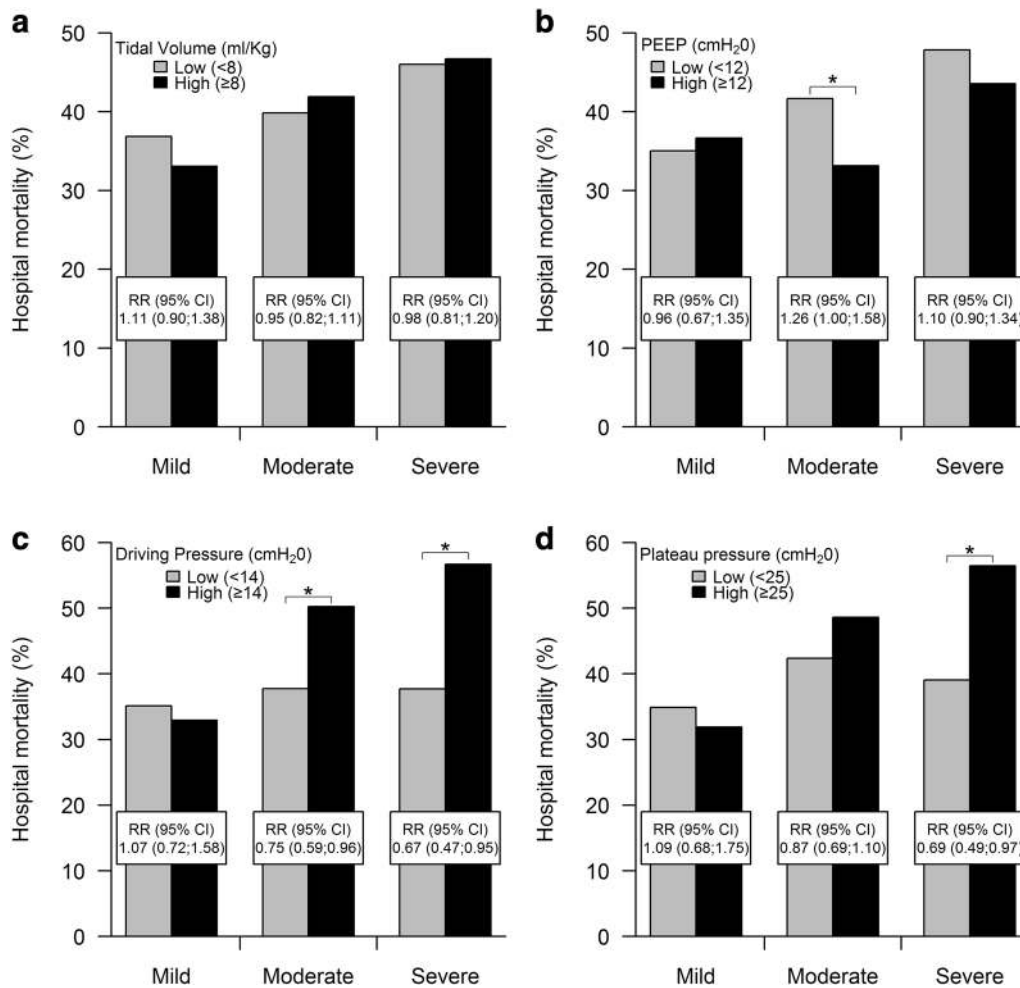 a
Tidal Volume (ml/Kg)
Low (<8)
High (≥8)
Hospital mortality (%)
50
40
30
20
10
0
RR (95% CI)
1.11 (0.90;1.38)
RR (95% CI)
0.95 (0.82;1.11)
RR (95% CI)
0.98 (0.81;1.20)
Mild
Moderate
Severe
b
PEEP (cmH₂0)
Low (<12)
High (≥12)
*
Hospital mortality (%)
50
40
30
20
10
0
RR (95% CI)
0.96 (0.67;1.35)
RR (95% CI)
1.26 (1.00;1.58)
RR (95% CI)
1.10 (0.90;1.34)
Mild
Moderate
Severe
c
Driving Pressure (cmH₂0)
Low (<14)
High (≥14)
*
*
Hospital mortality (%)
60
50
40
30
20
10
0
RR (95% CI)
1.07 (0.72;1.58)
RR (95% CI)
0.75 (0.59;0.96)
RR (95% CI)
0.67 (0.47;0.95)
Mild
Moderate
Severe
d
Plateau pressure (cmH₂0)
Low (<25)
High (≥25)
*
Hospital mortality (%)
60
50
40
30
20
10
0
RR (95% CI)
1.09 (0.68;1.75)
RR (95% CI)
0.87 (0.69;1.10)
RR (95% CI)
0.69 (0.49;0.97)
Mild
Moderate
Severe